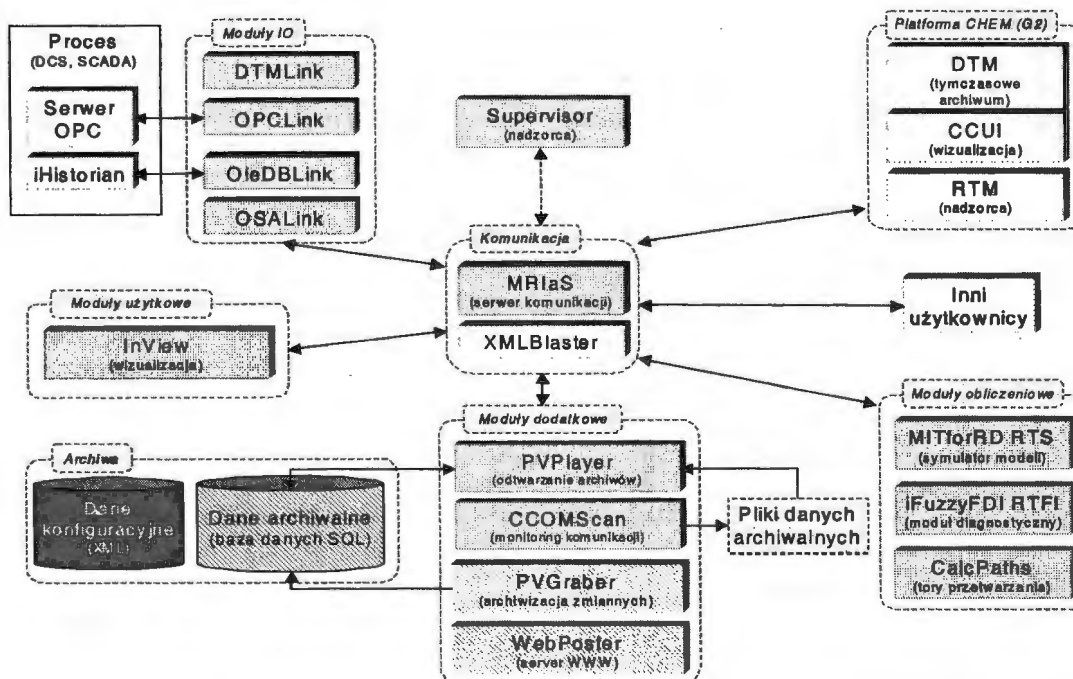 Proces
(DCS, SCADA)
Serwer
OPC
iHistorian
Moduły IO
DTMLink
OPCLink
OleDBLink
OSALink
Supervisor
(nadzorca)
Platforma CHEM (G2)
DTM
(tymczasowe
archiwum)
CCUI
(wizualizacja)
RTM
(nadzorca)
Komunikacja
MRIaS
(serwer komunikacji)
XMLBlaster
Inni
użytkownicy
Moduły użytkowe
InView
(wizualizacja)
Moduły dodatkowe
PVPlayer
(odtwarzanie archiwów)
CCOMScan
(monitoring komunikacji)
PVGraber
(archiwizacja zmiennych)
WebPoster
(server WWW)
Archiwa
Dane
konfiguracyjne
(XML)
Dane archiwalne
(baza danych SQL)
Pliki danych
archiwalnych
Moduły obliczeniowe
MITforRD RTS
(symulator modeli)
iFuzzyFDI RTFI
(moduł diagnostyczny)
CalcPaths
(tory przetwarzania)